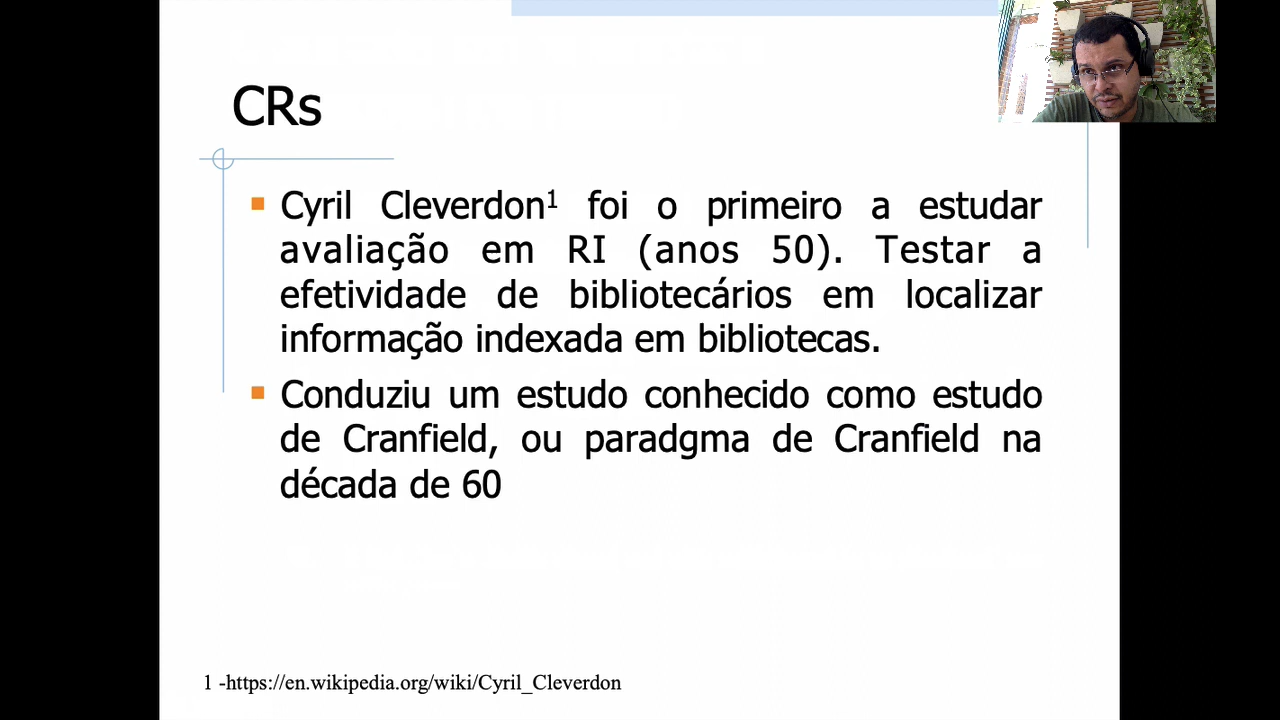 CRs
Cyril Cleverdon¹ foi o primeiro a estudar
avaliação em RI (anos 50). Testar a
efetividade de bibliotecários em localizar
informação indexada em bibliotecas.
Conduziu um estudo conhecido como estudo
de Cranfield, ou paradgma de Cranfield na
década de 60
1 -https://en.wikipedia.org/wiki/Cyril_Cleverdon